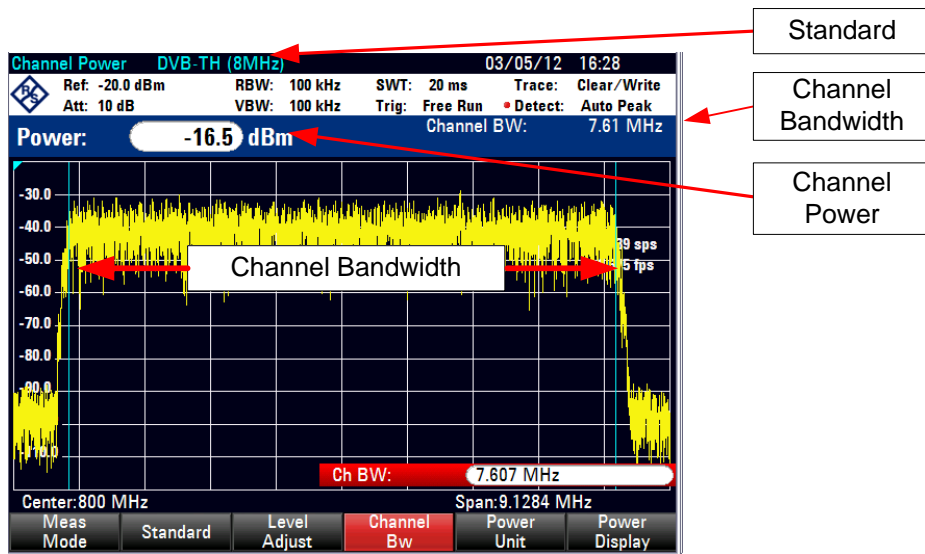 Standard
Channel Power DVB-TH (8MHz) 03/05/12 16:28
R&S
Ref: -20.0 dBm RBW: 100 kHz SWT: 20 ms Trace: Clear/Write
Att: 10 dB VBW: 100 kHz Trig: Free Run Detect: Auto Peak
Channel
Bandwidth
Power: -16.5 dBm Channel BW: 7.61 MHz
Channel
Power
-30.0
-40.0
sps
-50.0
Channel Bandwidth
fps
-60.0
-70.0
-80.0
-90.0
Ch BW: 7.607 MHz
Center:800 MHz Span:9.1284 MHz
Meas Mode
Standard
Level Adjust
Channel Bw
Power Unit
Power Display